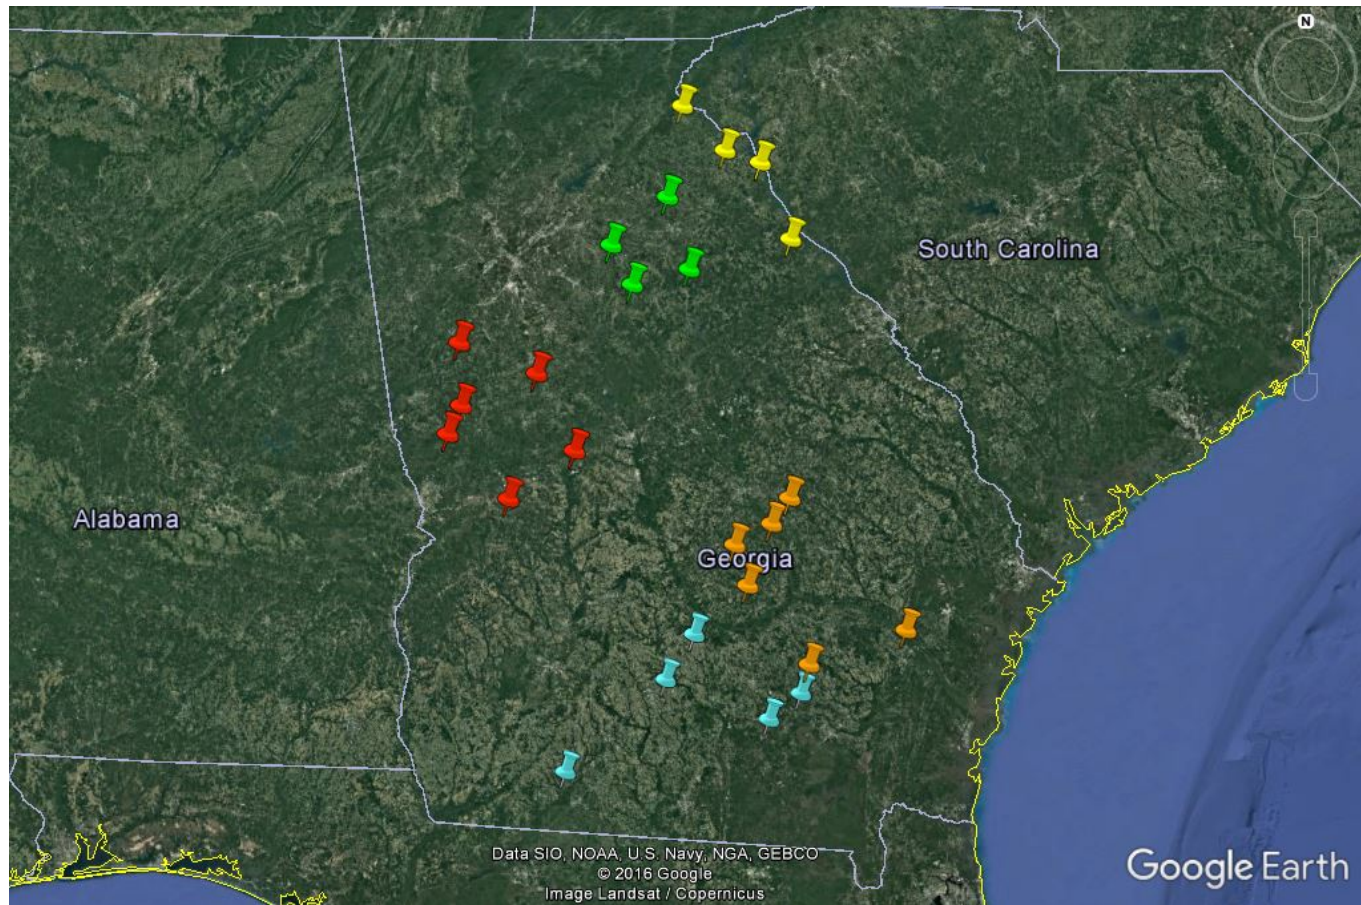 N
South Carolina
Alabama
Georgia
Data SIO, NOAA, U.S. Navy, NGA, GEBCO
© 2016 Google
Image Landsat / Copernicus
Google Earth